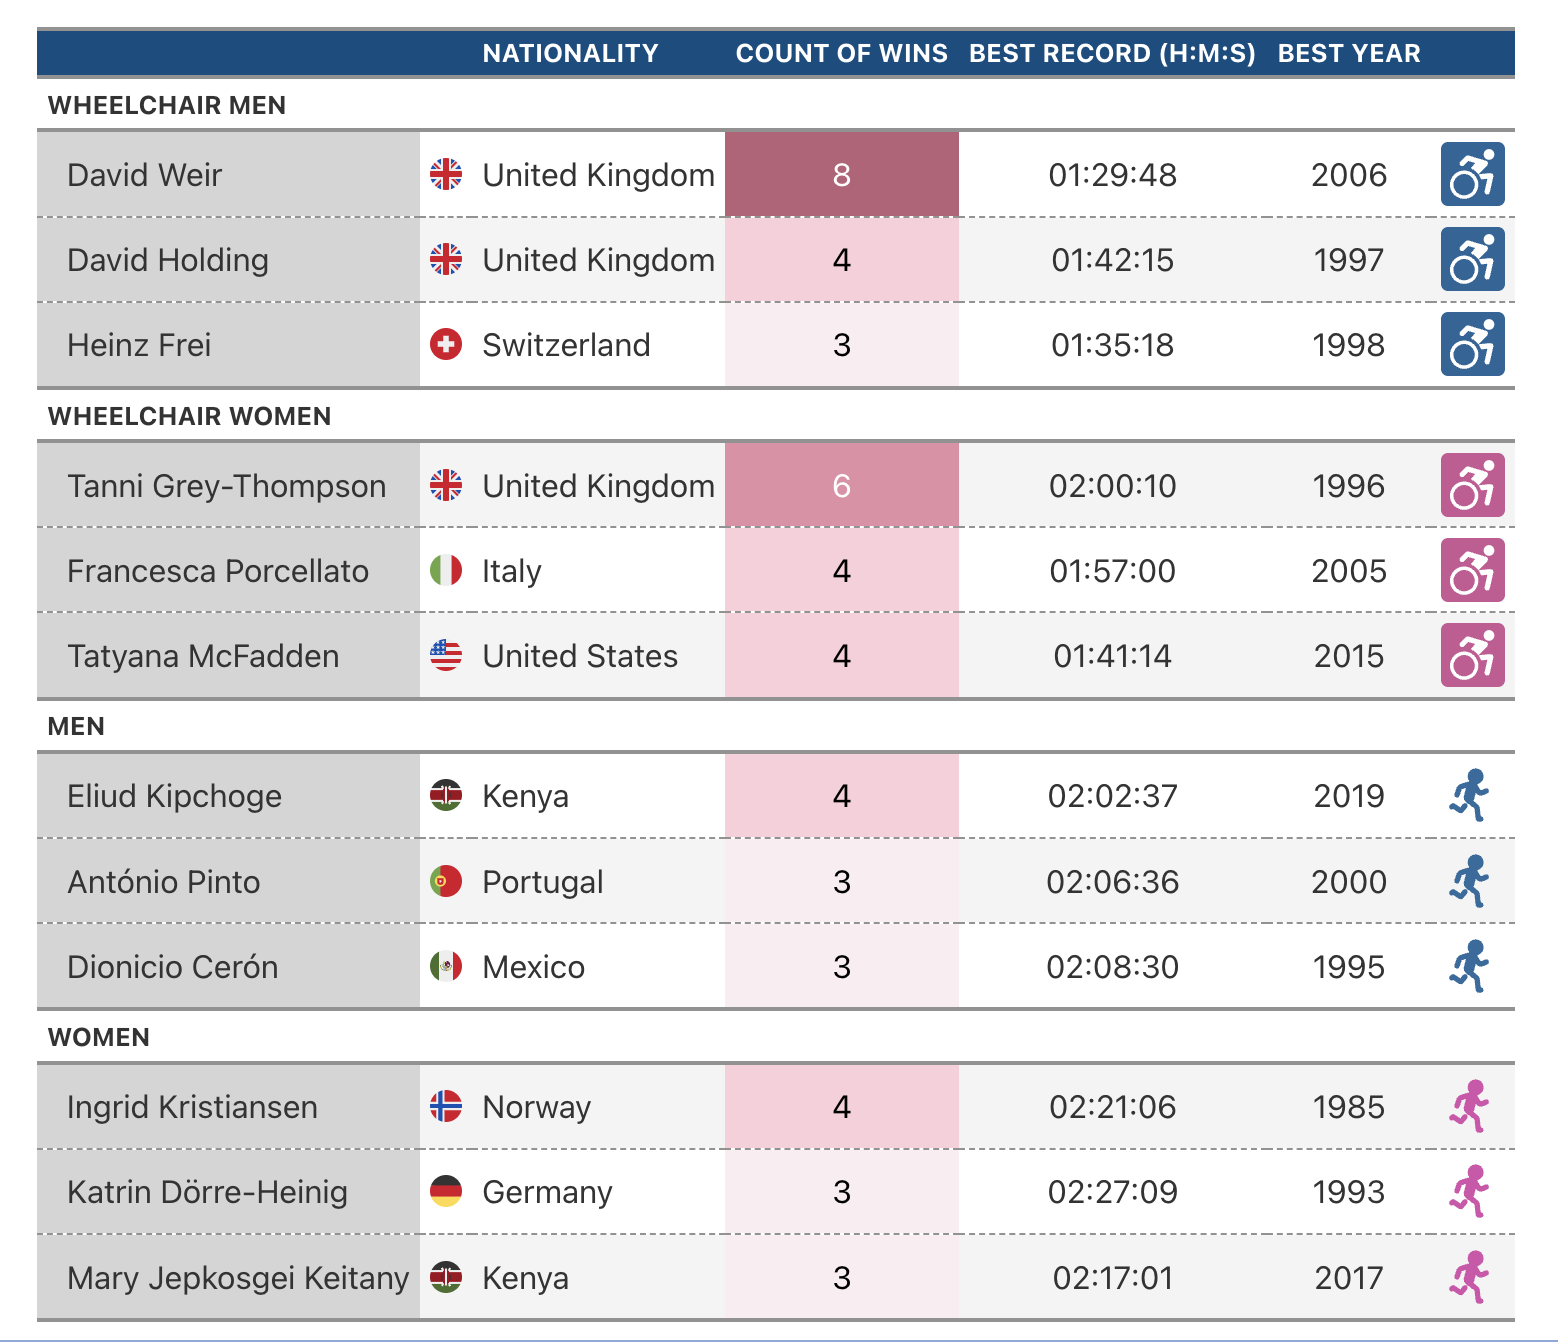 NATIONALITY COUNT OF WINS BEST RECORD (H:M:S) BEST YEAR
WHEELCHAIR MEN
David Weir United Kingdom 8 01:29:48 2006
David Holding United Kingdom 4 01:42:15 1997
Heinz Frei Switzerland 3 01:35:18 1998
WHEELCHAIR WOMEN
Tanni Grey-Thompson United Kingdom 6 02:00:10 1996
Francesca Porcellato Italy 4 01:57:00 2005
Tatyana McFadden United States 4 01:41:14 2015
MEN
Eliud Kipchoge Kenya 4 02:02:37 2019
António Pinto Portugal 3 02:06:36 2000
Dionicio Cerón Mexico 3 02:08:30 1995
WOMEN
Ingrid Kristiansen Norway 4 02:21:06 1985
Katrin Dörre-Heinig Germany 3 02:27:09 1993
Mary Jepkosgei Keitany Kenya 3 02:17:01 2017